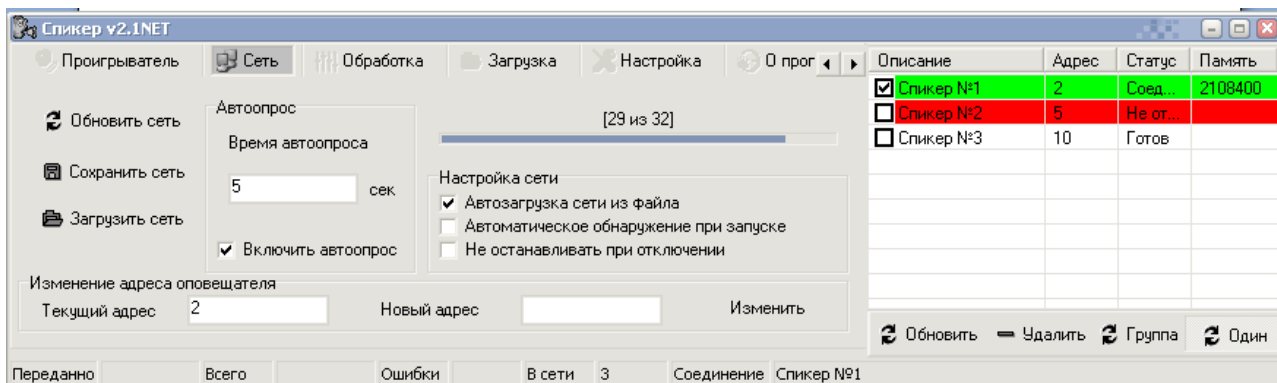 Спикер v2.1NET
Проигрыватель Сеть Обработка Загрузка Настройка О прог
Обновить сеть
Сохранить сеть
Загрузить сеть
Автоопрос
Время автоопроса
5 сек
Включить автоопрос
[29 из 32]
Настройка сети
Автозагрузка сети из файла
Автоматическое обнаружение при запуске
Не останавливать при отключении
Изменение адреса оповещателя
Текущий адрес 2 Новый адрес Изменить
Описание Адрес Статус Память
Спикер №1 2 Соед... 2108400
Спикер №2 5 Не от...
Спикер №3 10 Готов
Обновить Удалить Группа Один
Переданно Всего Ошибки В сети 3 Соединение Спикер №1